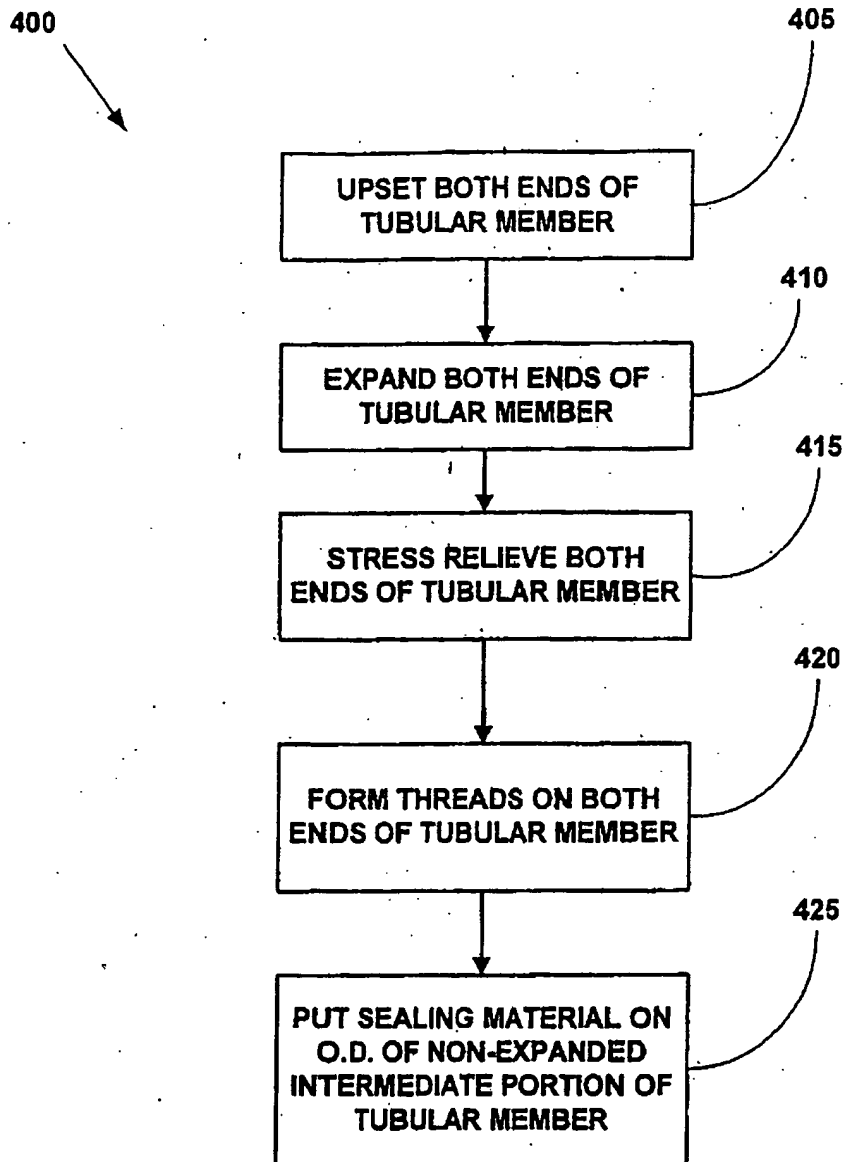 400
405
UPSET BOTH ENDS OF
TUBULAR MEMBER
410
EXPAND BOTH ENDS OF
TUBULAR MEMBER
415
STRESS RELIEVE BOTH
ENDS OF TUBULAR MEMBER
420
FORM THREADS ON BOTH
ENDS OF TUBULAR MEMBER
425
PUT SEALING MATERIAL ON
O.D. OF NON-EXPANDED
INTERMEDIATE PORTION OF
TUBULAR MEMBER